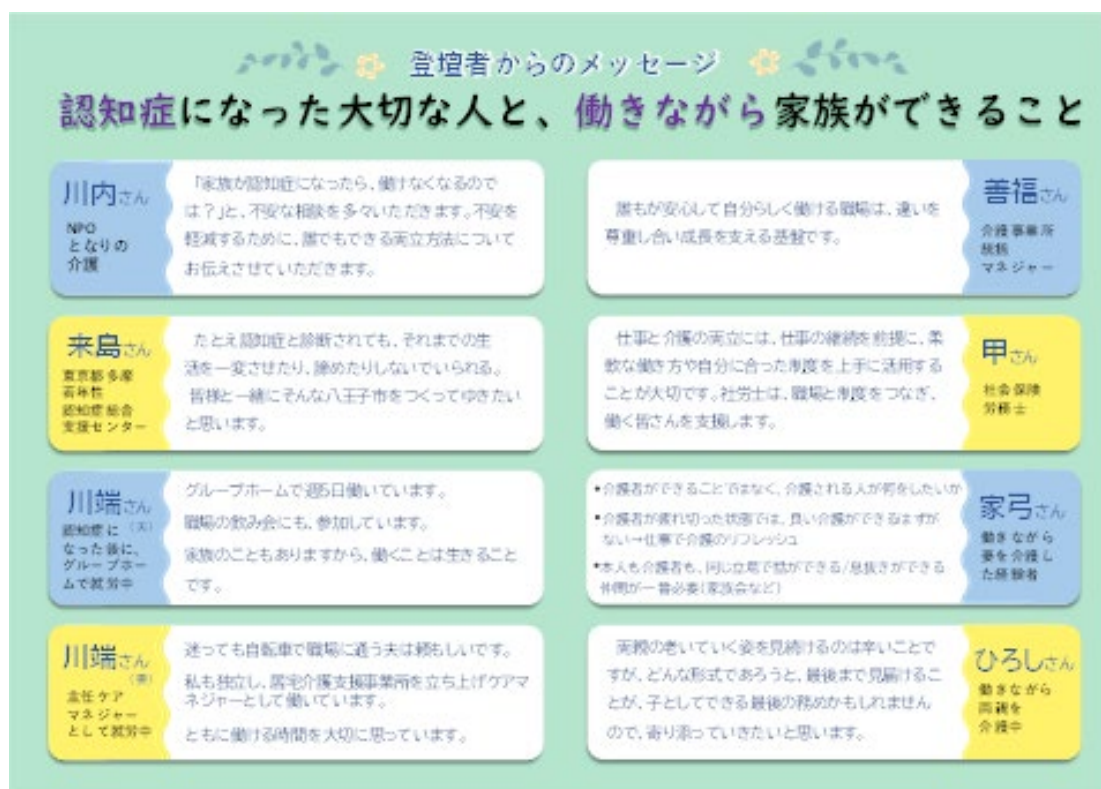 登壇者からのメッセージ
認知症になった大切な人と、働きながら家族ができること
川内さん
NPO
となりの
介護
「家族が認知症になったら、働けなくなるので
は？」と、不安な相談を多々いただきます。不安を
軽減するために、誰でもできる両立方法について
お伝えさせていただきます。
来島さん
東京都多摩
若年性
認知症総合
支援センター
たとえ認知症と診断されても、それまでの生
活を一変させたり、諦めたりしないでいられる。
皆様と一緒にそんな八王子市をつくってゆきたい
と思います。
川端さん
（夫）
認知症に
なった後に、
グループホー
ムで就労中
グループホームで週5日働いています。
職場の飲み会にも、参加しています。
家族のこともありますから、働くことは生きること
です。
川端さん
（妻）
主任ケア
マネジャー
として就労中
迷っても自転車で職場に通う夫は頼もしいです。
私も独立し、居宅介護支援事業所を立ち上げケアマ
ネジャーとして働いています。
ともに働ける時間を大切に思っています。
善福さん
介護事業所
統括
マネジャー
誰もが安心して自分らしく働ける職場は、違いを
尊重し合い成長を支える基盤です。
甲さん
社会保険
労務士
仕事と介護の両立には、仕事の継続を前提に、柔
軟な働き方や自分に合った制度を上手に活用する
ことが大切です。社労士は、職場と制度をつなぎ、
働く皆さんを支援します。
家弓さん
働きながら
妻を介護し
た経験者
•介護者ができることではなく、介護される人が何をしたいか
•介護者が疲れ切った状態では、良い介護ができるはずが
ない→仕事で介護のリフレッシュ
•本人も介護者も、同じ立場で話ができる/息抜きができる
仲間が一番必要（家族会など）
ひろしさん
働きながら
両親を
介護中
両親の老いていく姿を見続けるのは辛いことで
すが、どんな形式であろうと、最後まで見届けるこ
とが、子としてできる最後の務めかもしれません
ので、寄り添っていきたいと思います。